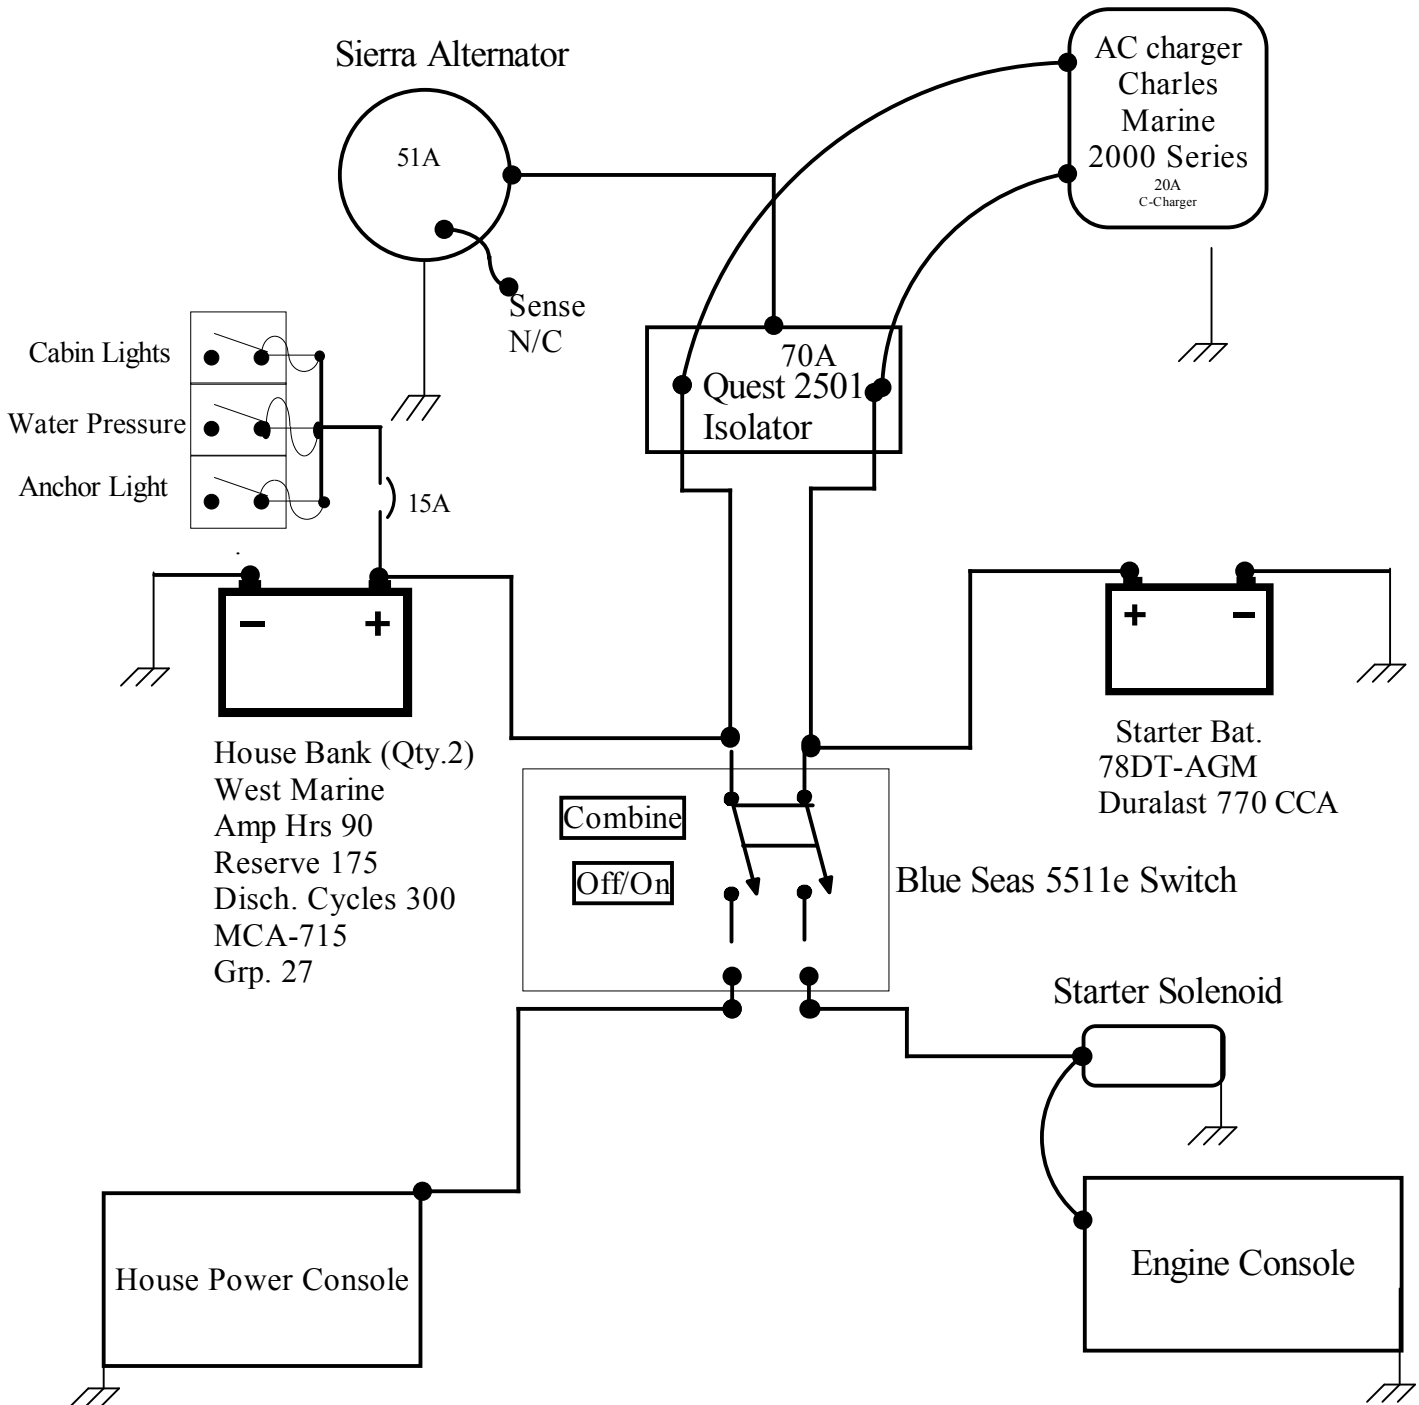 Sierra Alternator
51A
Sense
N/C
AC charger
Charles
Marine
2000 Series
20A
C-Charger
Cabin Lights
Water Pressure
Anchor Light
15A
70A
Quest 2501
Isolator
− +
+ −
House Bank (Qty.2)
West Marine
Amp Hrs 90
Reserve 175
Disch. Cycles 300
MCA-715
Grp. 27
Starter Bat.
78DT-AGM
Duralast 770 CCA
Combine
Off/On
Blue Seas 5511e Switch
Starter Solenoid
House Power Console
Engine Console